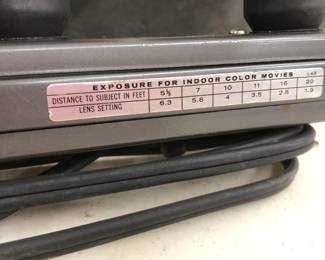 EXPOSURE FOR INDOOR COLOR MOVIES
DISTANCE TO SUBJECT IN FEET 5½ 7 10 11 16 20
LENS SETTING 6.3 5.6 4 3.5 2.8 1.9